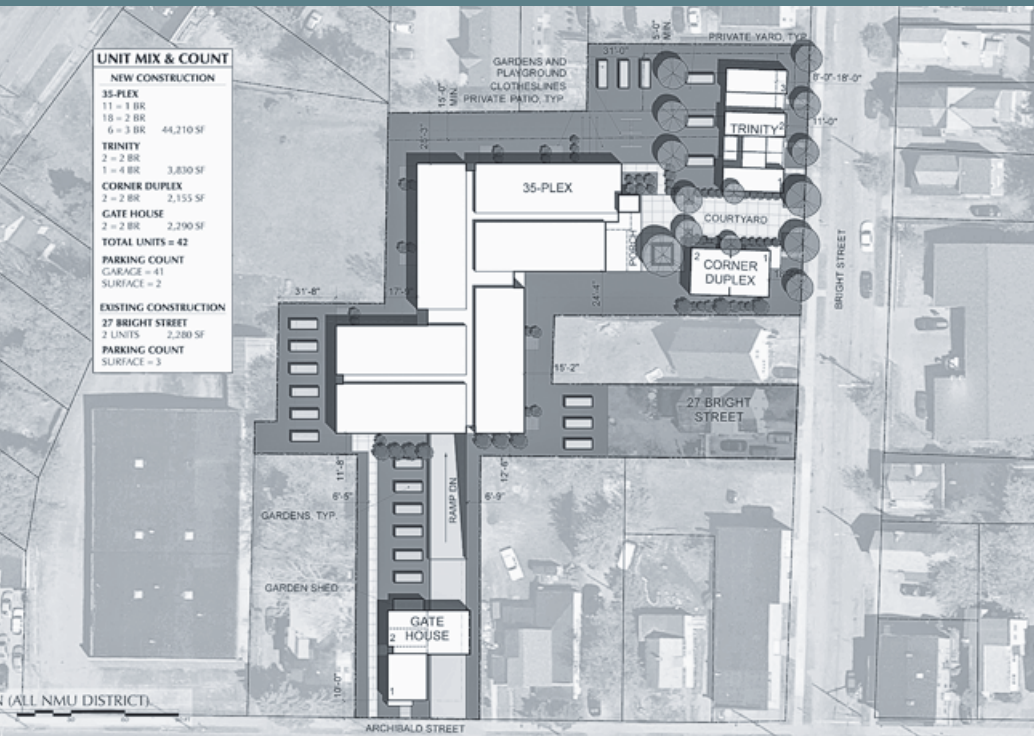 UNIT MIX & COUNT
NEW CONSTRUCTION
35-PLEX
11 = 1 BR
18 = 2 BR
6 = 3 BR 44,210 SF
TRINITY
2 = 2 BR
1 = 4 BR 3,830 SF
CORNER DUPLEX
2 = 2 BR 2,155 SF
GATE HOUSE
2 = 2 BR 2,290 SF
TOTAL UNITS = 42
PARKING COUNT
GARAGE = 41
SURFACE = 2
EXISTING CONSTRUCTION
27 BRIGHT STREET
2 UNITS 2,280 SF
PARKING COUNT
SURFACE = 3
PRIVATE YARD, TYP.
5'-0"
MIN.
31'-0"
GARDENS AND
PLAYGROUND
CLOTHESLINES
PRIVATE PATIO, TYP.
15'-0"
MIN.
8'-0"-18'-0"
11'-0"
3
TRINITY 2
1
35-PLEX
COURTYARD
PORCH
2 1
CORNER
DUPLEX
BRIGHT STREET
24'-4"
31'-8"
15'-2"
27 BRIGHT
STREET
11'-8"
12'-6"
6'-5"
6'-9"
RAMP DN
GARDENS, TYP.
GARDEN SHED
GATE
2 HOUSE
1
10'-0"
(ALL NMU DISTRICT)
ARCHIBALD STREET